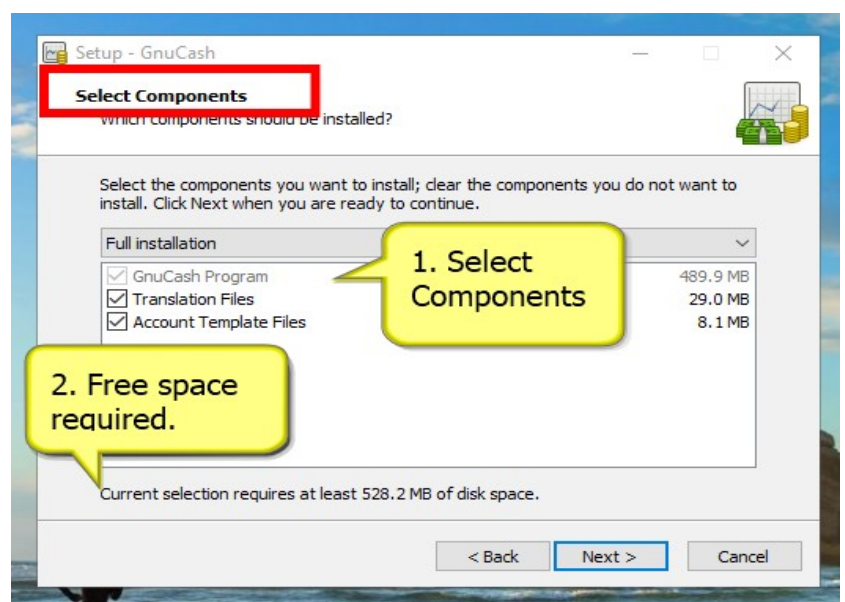 Setup - GnuCash
Select Components
Which components should be installed?
Select the components you want to install; clear the components you do not want to
install. Click Next when you are ready to continue.
Full installation
GnuCash Program 489.9 MB
Translation Files 29.0 MB
Account Template Files 8.1 MB
1. Select
Components
2. Free space
required.
Current selection requires at least 528.2 MB of disk space.
< Back Next > Cancel